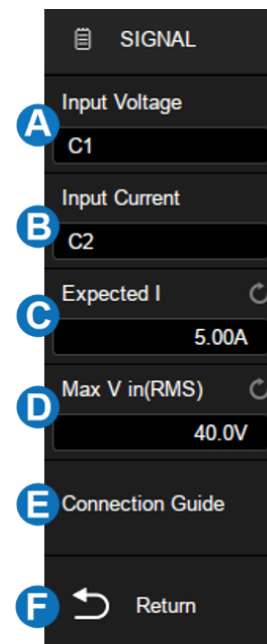 SIGNAL
Input Voltage
A
C1
Input Current
B
C2
Expected I
C
5.00A
Max V in(RMS)
D
40.0V
E Connection Guide
F Return